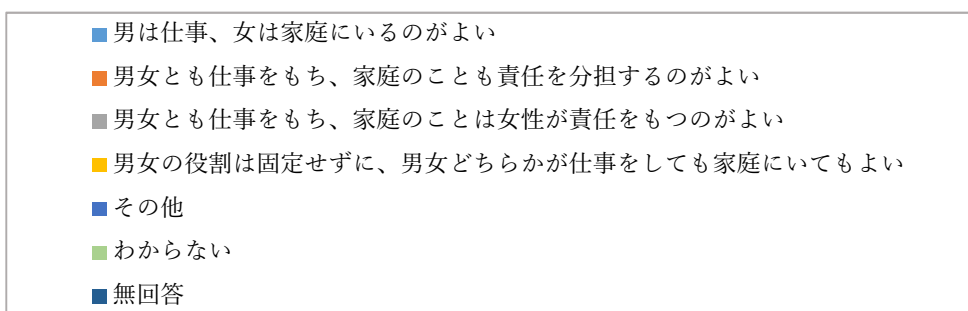 男は仕事、女は家庭にいるのがよい
男女とも仕事をもち、家庭のことも責任を分担するのがよい
男女とも仕事をもち、家庭のことは女性が責任をもつのがよい
男女の役割は固定せずに、男女どちらかが仕事をしても家庭にいてもよい
その他
わからない
無回答